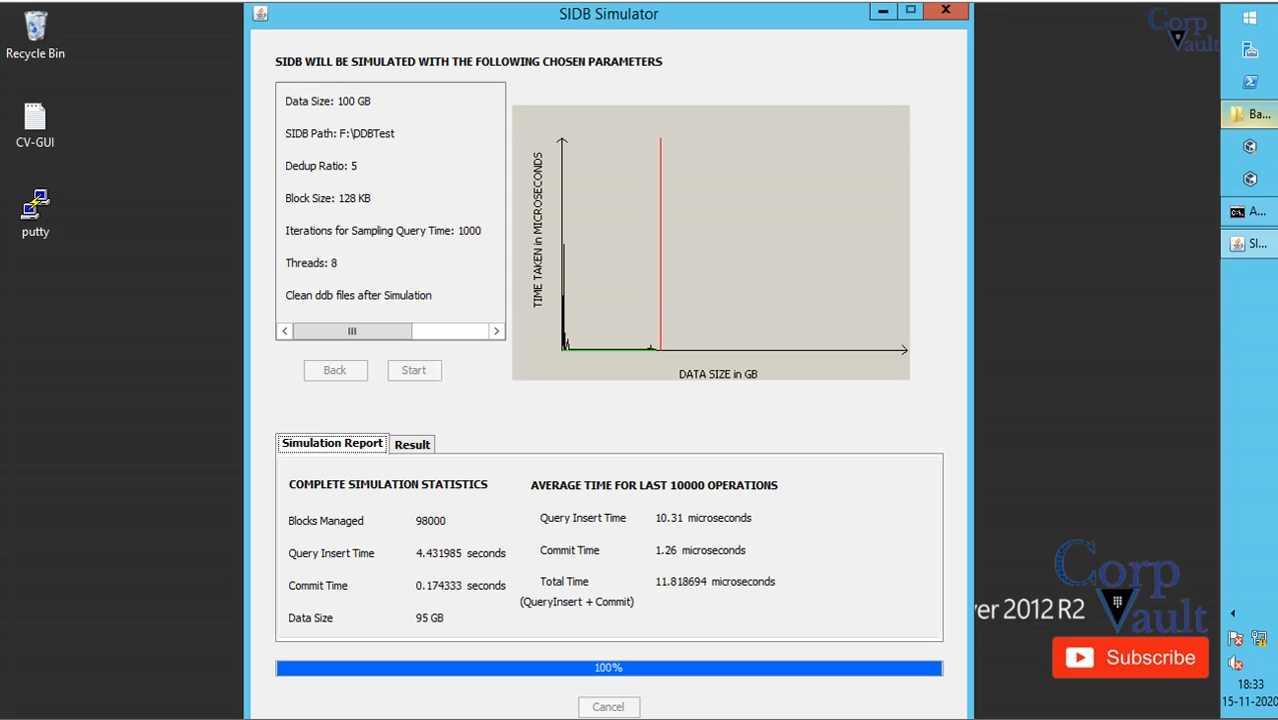 SIDB Simulator
Corp
Vault
Recycle Bin
CV-GUI
putty
SIDB WILL BE SIMULATED WITH THE FOLLOWING CHOSEN PARAMETERS
Data Size: 100 GB
SIDB Path: F:\DDBTest
Dedup Ratio: 5
Block Size: 128 KB
Iterations for Sampling Query Time: 1000
Threads: 8
Clean ddb files after Simulation
Back
Start
TIME TAKEN in MICROSECONDS
DATA SIZE in GB
Simulation Report
Result
COMPLETE SIMULATION STATISTICS
Blocks Managed 98000
Query Insert Time 4.431985 seconds
Commit Time 0.174333 seconds
Data Size 95 GB
AVERAGE TIME FOR LAST 10000 OPERATIONS
Query Insert Time 10.31 microseconds
Commit Time 1.26 microseconds
Total Time 11.818694 microseconds
(QueryInsert + Commit)
100%
Cancel
Ba...
A...
SI...
Corp
Vault
ver 2012 R2
Subscribe
18:33
15-11-2020